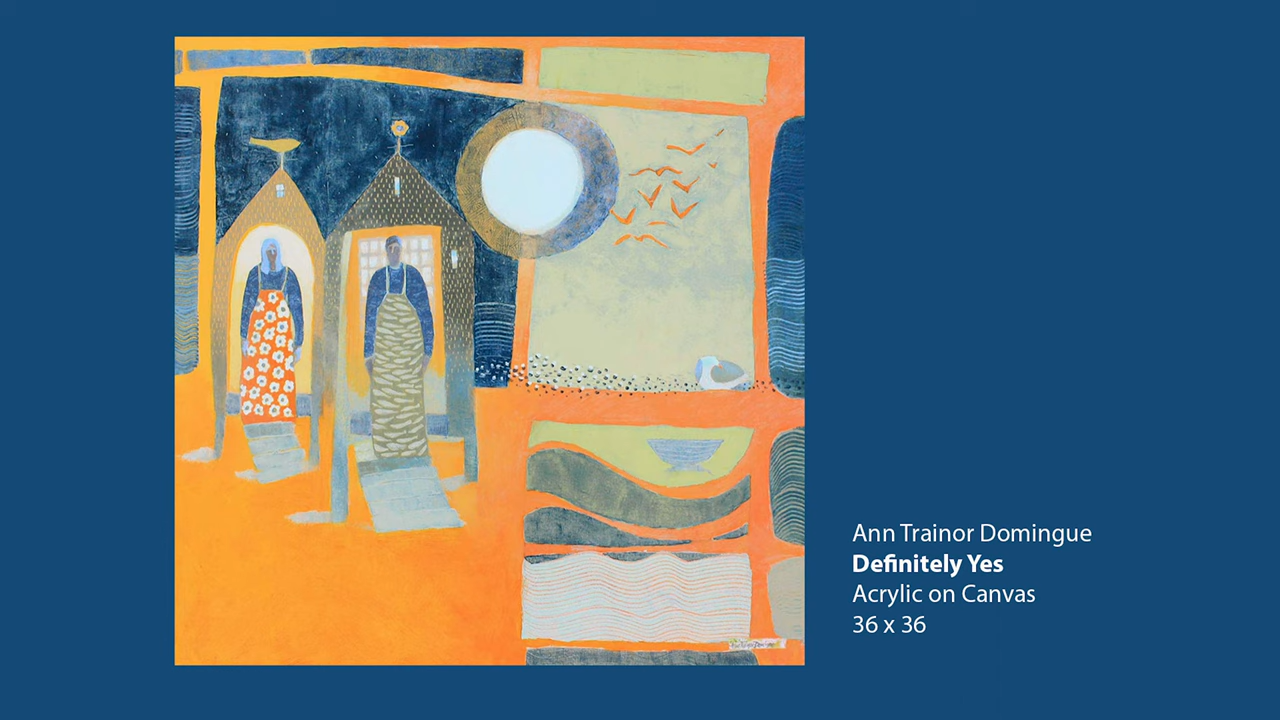 Ann Trainor Domingue
Definitely Yes
Acrylic on Canvas
36 x 36